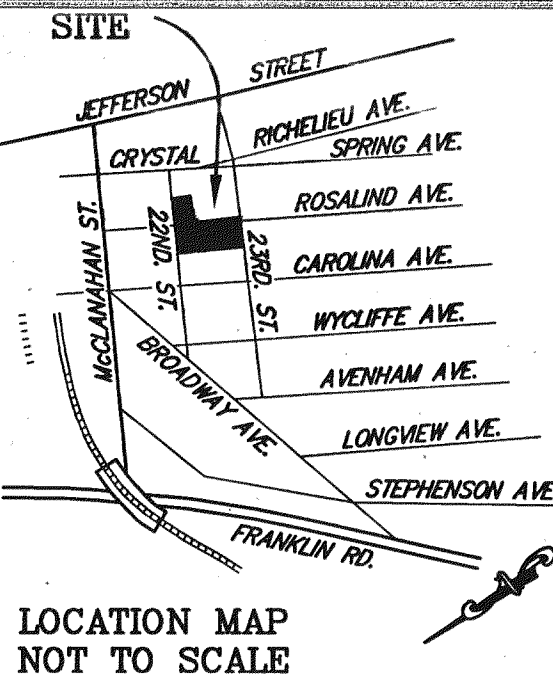 SITE
JEFFERSON STREET
RICHELIEU AVE.
CRYSTAL SPRING AVE.
ROSALIND AVE.
McCLANAHAN ST.
22ND. ST.
23RD. ST.
CAROLINA AVE.
WYCLIFFE AVE.
BROADWAY AVE.
AVENHAM AVE.
LONGVIEW AVE.
STEPHENSON AVE
FRANKLIN RD.
N
LOCATION MAP
NOT TO SCALE